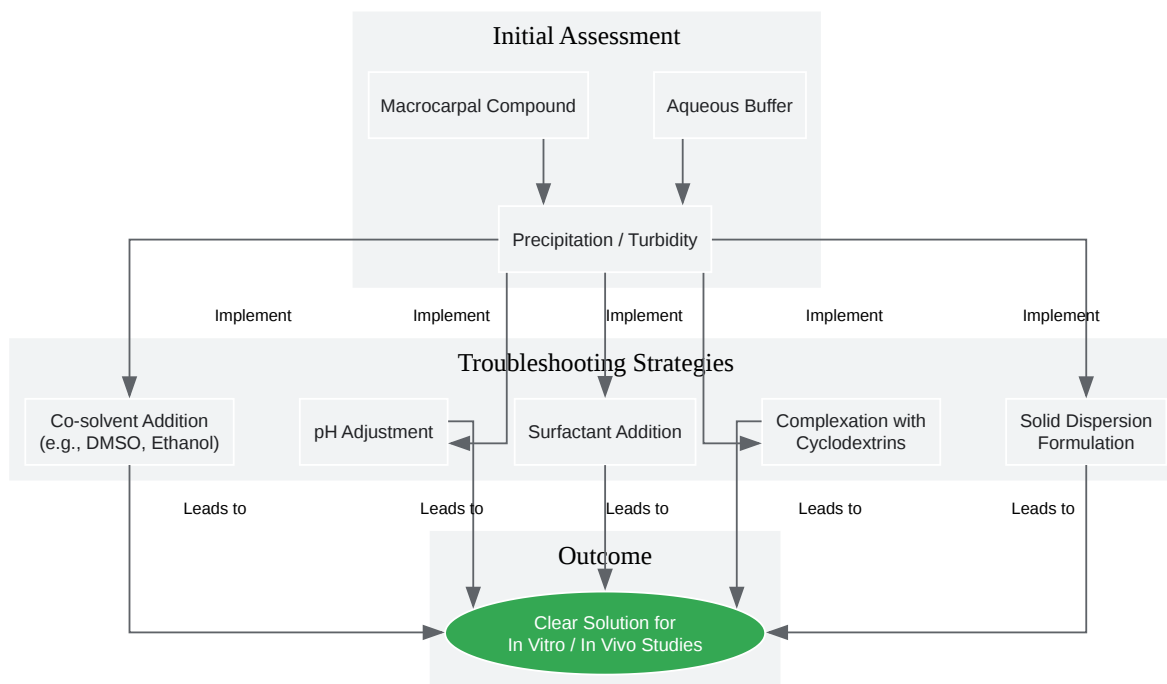 Initial Assessment
Macrocarpal Compound
Aqueous Buffer
Precipitation / Turbidity
Implement
Implement
Implement
Implement
Implement
Troubleshooting Strategies
Co-solvent Addition
(e.g., DMSO, Ethanol)
pH Adjustment
Surfactant Addition
Complexation with
Cyclodextrins
Solid Dispersion
Formulation
Leads to
Leads to
Leads to
Leads to
Leads to
Outcome
Clear Solution for
In Vitro / In Vivo Studies